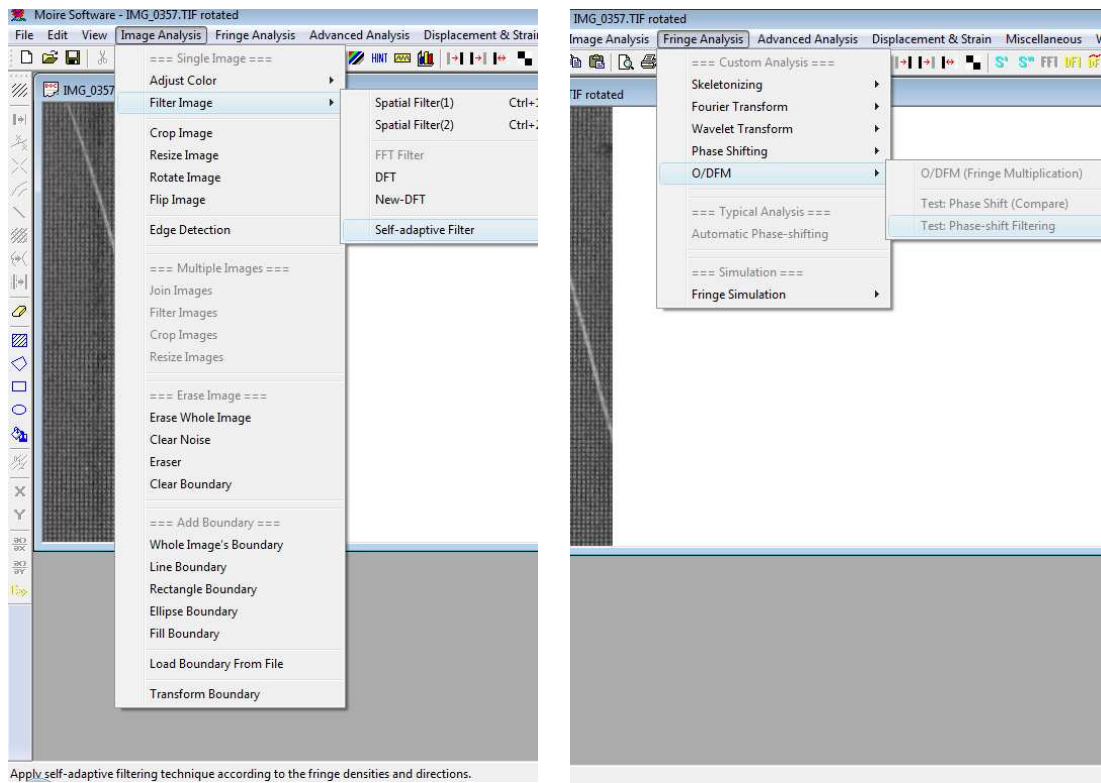 Moire Software - IMG_0357.TIF rotated
File Edit View Image Analysis Fringe Analysis Advanced Analysis Displacement & Strai
HINT
IMG_0357
=== Single Image ===
Adjust Color
Filter Image
Crop Image
Resize Image
Rotate Image
Flip Image
Edge Detection
=== Multiple Images ===
Join Images
Filter Images
Crop Images
Resize Images
=== Erase Image ===
Erase Whole Image
Clear Noise
Eraser
Clear Boundary
=== Add Boundary ===
Whole Image's Boundary
Line Boundary
Rectangle Boundary
Ellipse Boundary
Fill Boundary
Load Boundary From File
Transform Boundary
Spatial Filter(1) Ctrl+1
Spatial Filter(2) Ctrl+2
FFT Filter
DFT
New-DFT
Self-adaptive Filter
X
Y
Apply self-adaptive filtering technique according to the fringe densities and directions.
IMG_0357.TIF rotated
Image Analysis Fringe Analysis Advanced Analysis Displacement & Strain Miscellaneous
TIF rotated
=== Custom Analysis ===
Skeletonizing
Fourier Transform
Wavelet Transform
Phase Shifting
O/DFM
=== Typical Analysis ===
Automatic Phase-shifting
=== Simulation ===
Fringe Simulation
O/DFM (Fringe Multiplication)
Test: Phase Shift (Compare)
Test: Phase-shift Filtering